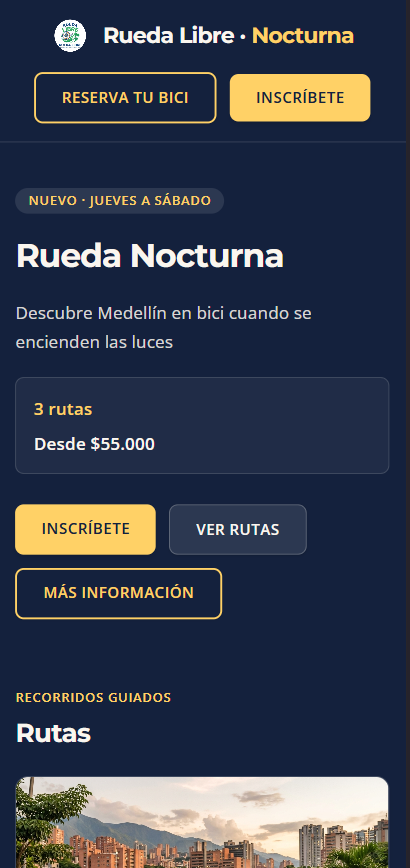 Rueda Libre · Nocturna
RESERVA TU BICI
INSCRÍBETE
NUEVO · JUEVES A SÁBADO
Rueda Nocturna
Descubre Medellín en bici cuando se
encienden las luces
3 rutas
Desde $55.000
INSCRÍBETE
VER RUTAS
MÁS INFORMACIÓN
RECORRIDOS GUIADOS
Rutas